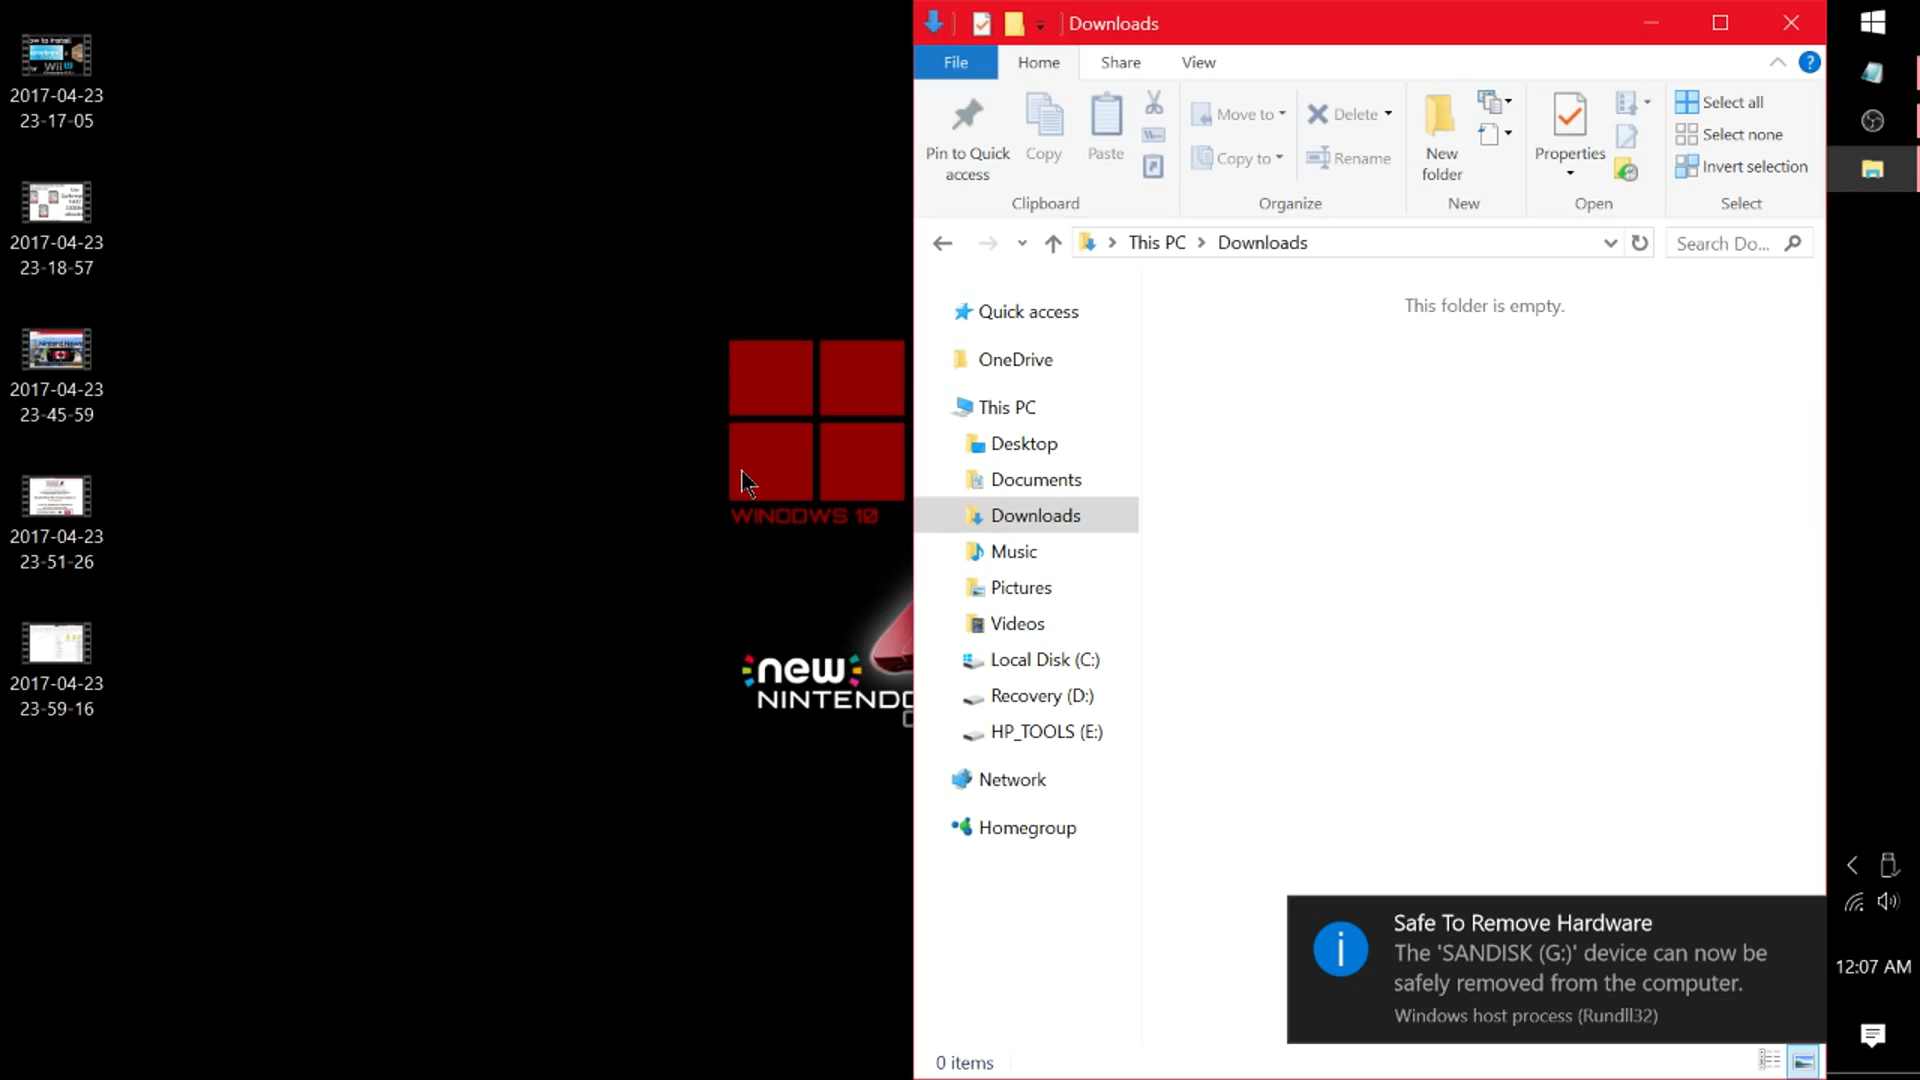 2017-04-23
23-17-05
2017-04-23
23-18-57
2017-04-23
23-45-59
2017-04-23
23-51-26
2017-04-23
23-59-16
WINDOWS 10
new
NINTENDO
Downloads
File
Home
Share
View
Pin to Quick
access
Copy
Paste
Clipboard
Move to
Copy to
Delete
Rename
Organize
New
folder
New
Properties
Open
Select all
Select none
Invert selection
Select
This PC
Downloads
Search Do...
Quick access
OneDrive
This PC
Desktop
Documents
Downloads
Music
Pictures
Videos
Local Disk (C:)
Recovery (D:)
HP_TOOLS (E:)
Network
Homegroup
This folder is empty.
Safe To Remove Hardware
The 'SANDISK (G:)' device can now be
safely removed from the computer.
Windows host process (Rundll32)
0 items
12:07 AM